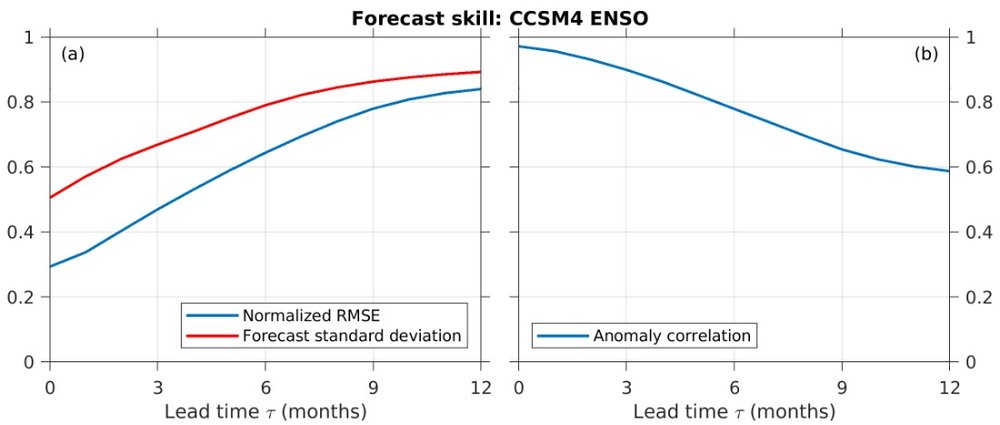 Forecast skill: CCSM4 ENSO
(a)
1
0.8
0.6
0.4
0.2
0
Normalized RMSE
Forecast standard deviation
0 3 6 9 12
Lead time τ (months)
(b)
1
0.8
0.6
0.4
0.2
0
Anomaly correlation
0 3 6 9 12
Lead time τ (months)